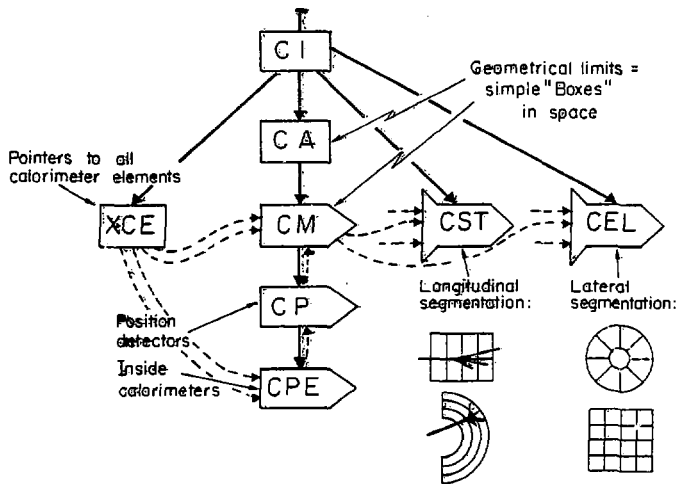 CI
Geometrical limits =
simple "Boxes"
in space
CA
Pointers to all
calorimeter elements
XCE
CM
CST
CEL
Longitudinal
segmentation:
Lateral
segmentation:
CP
Position
detectors
Inside
calorimeters
CPE